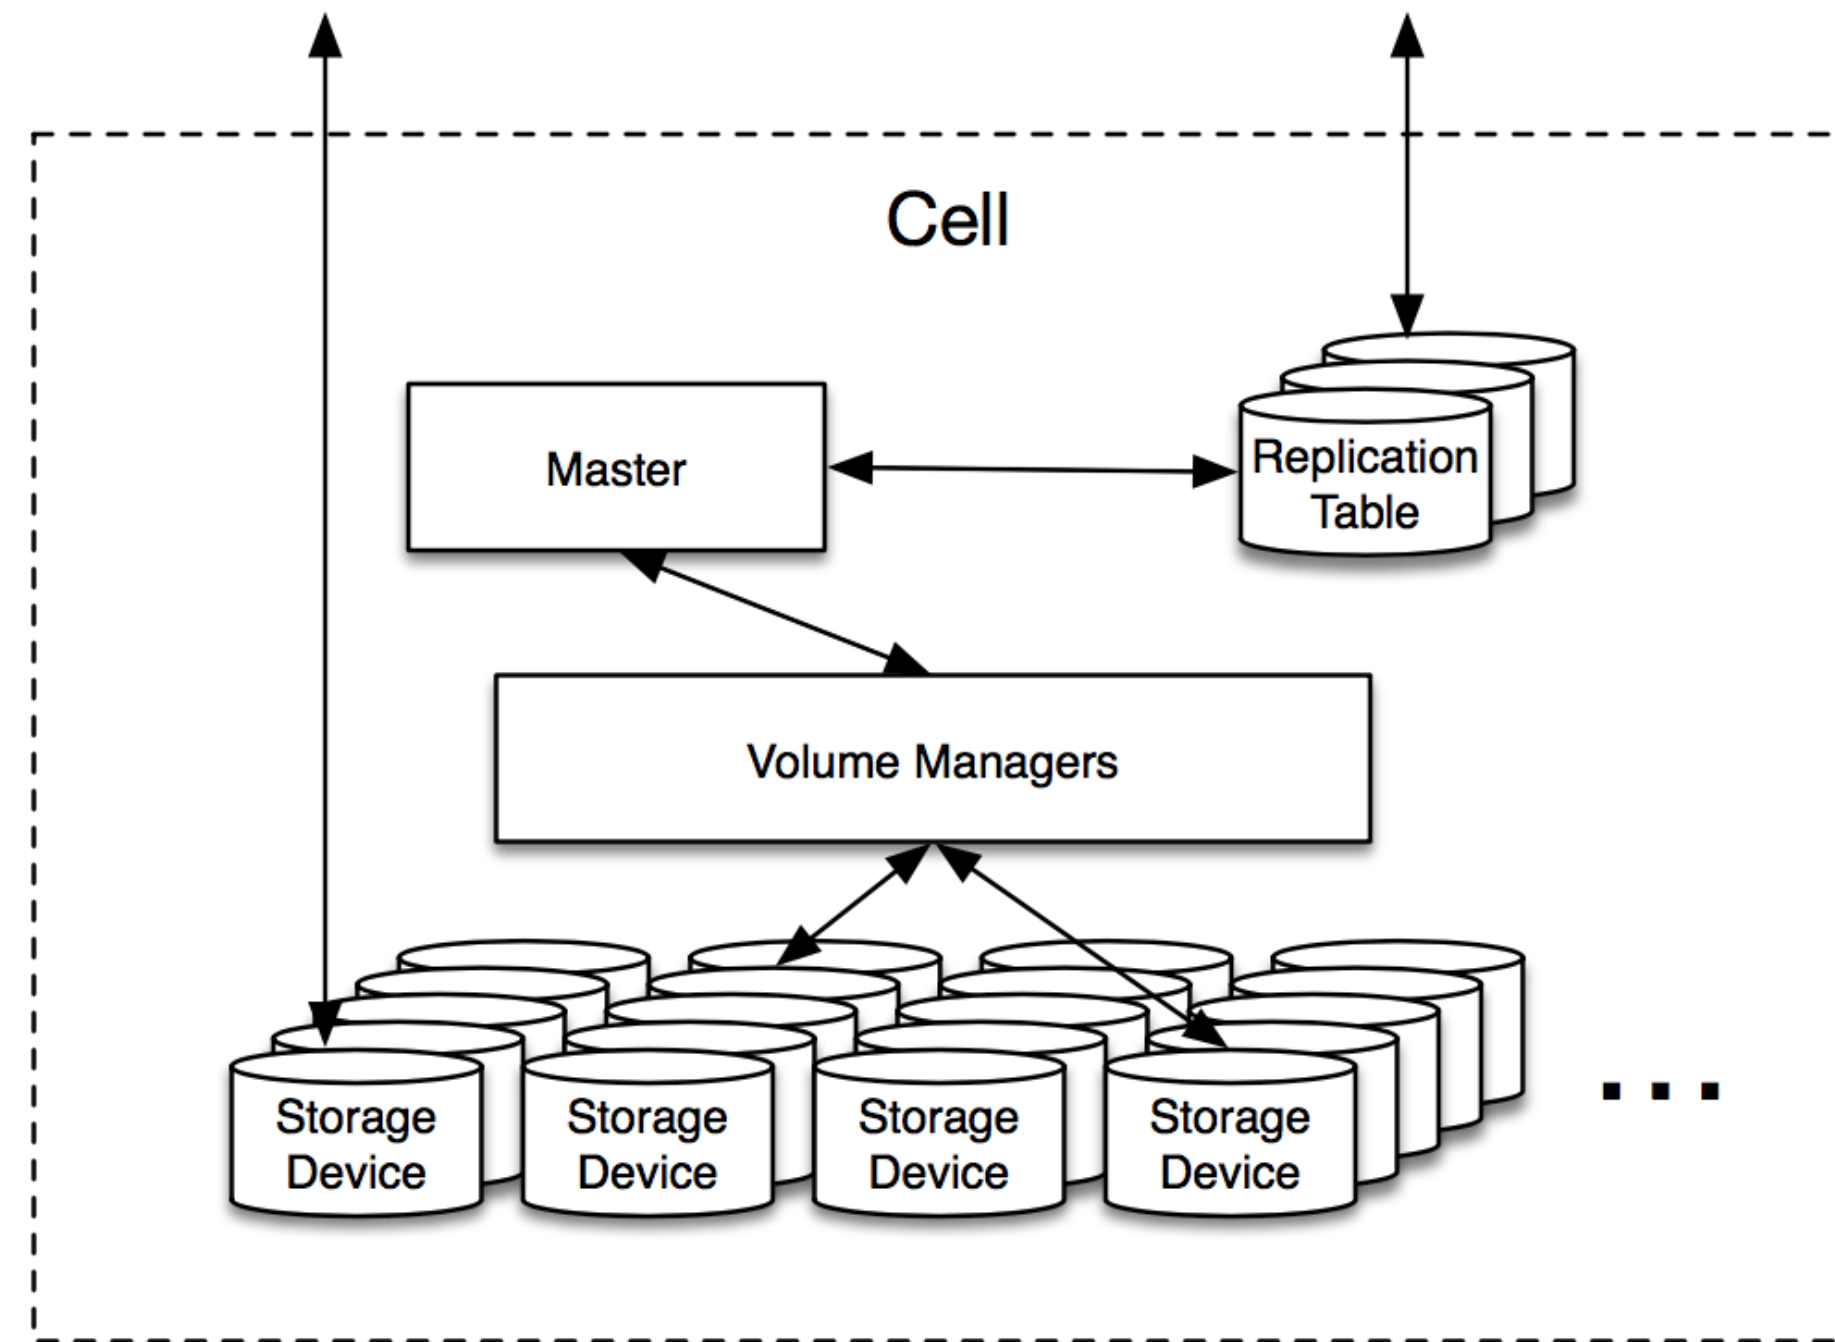 Cell
Master
Replication
Table
Volume Managers
Storage
Device
Storage
Device
Storage
Device
Storage
Device
...